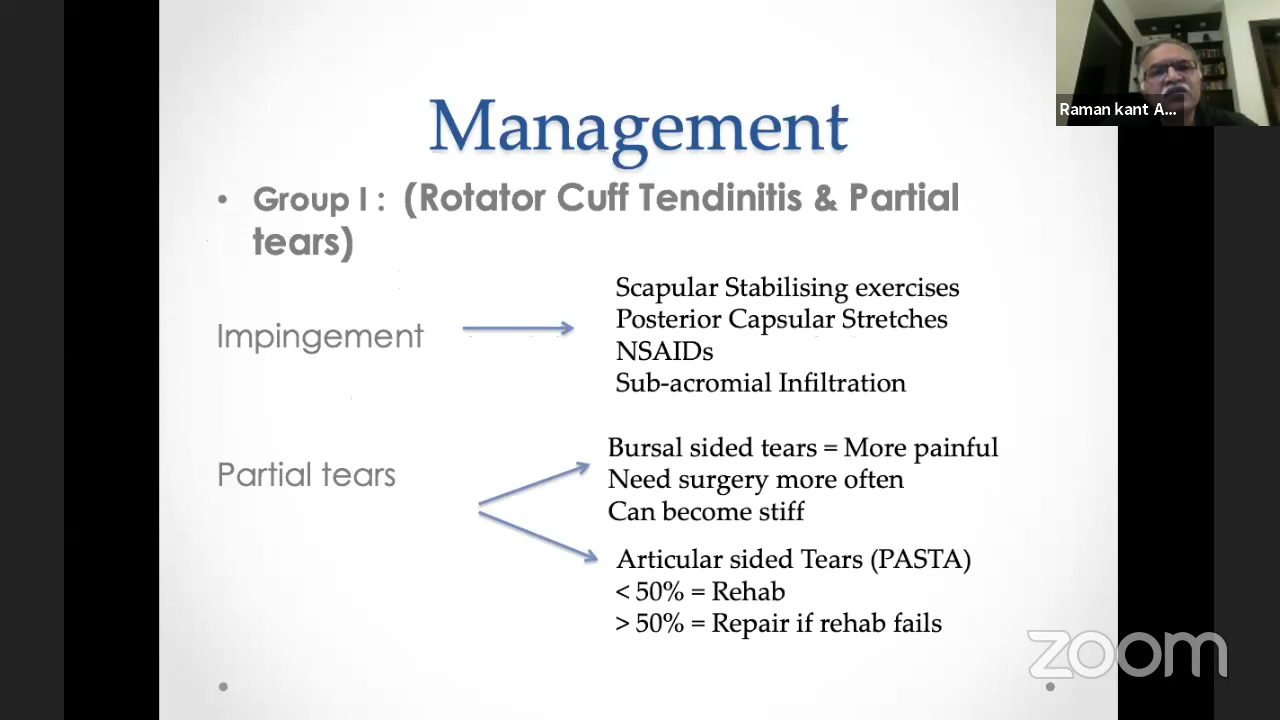 Raman kant A...
Management
• Group I : (Rotator Cuff Tendinitis & Partial
tears)
Impingement
Scapular Stabilising exercises
Posterior Capsular Stretches
NSAIDs
Sub-acromial Infiltration
Partial tears
Bursal sided tears = More painful
Need surgery more often
Can become stiff
Articular sided Tears (PASTA)
< 50% = Rehab
> 50% = Repair if rehab fails
zoom